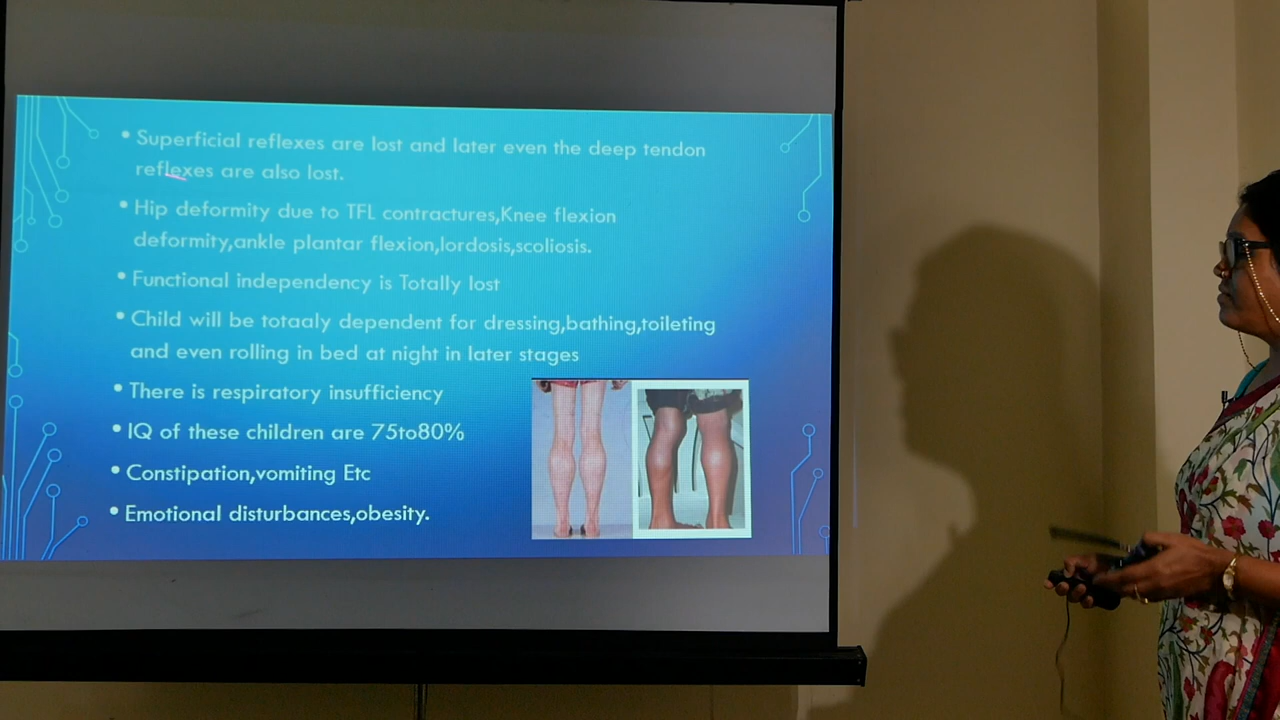 • Superficial reflexes are lost and later even the deep tendon
reflexes are also lost.
• Hip deformity due to TFL contractures,Knee flexion
deformity,ankle plantar flexion,lordosis,scoliosis.
• Functional independency is Totally lost
• Child will be totaaly dependent for dressing,bathing,toileting
and even rolling in bed at night in later stages
• There is respiratory insufficiency
• IQ of these children are 75to80%
• Constipation,vomiting Etc
• Emotional disturbances,obesity.